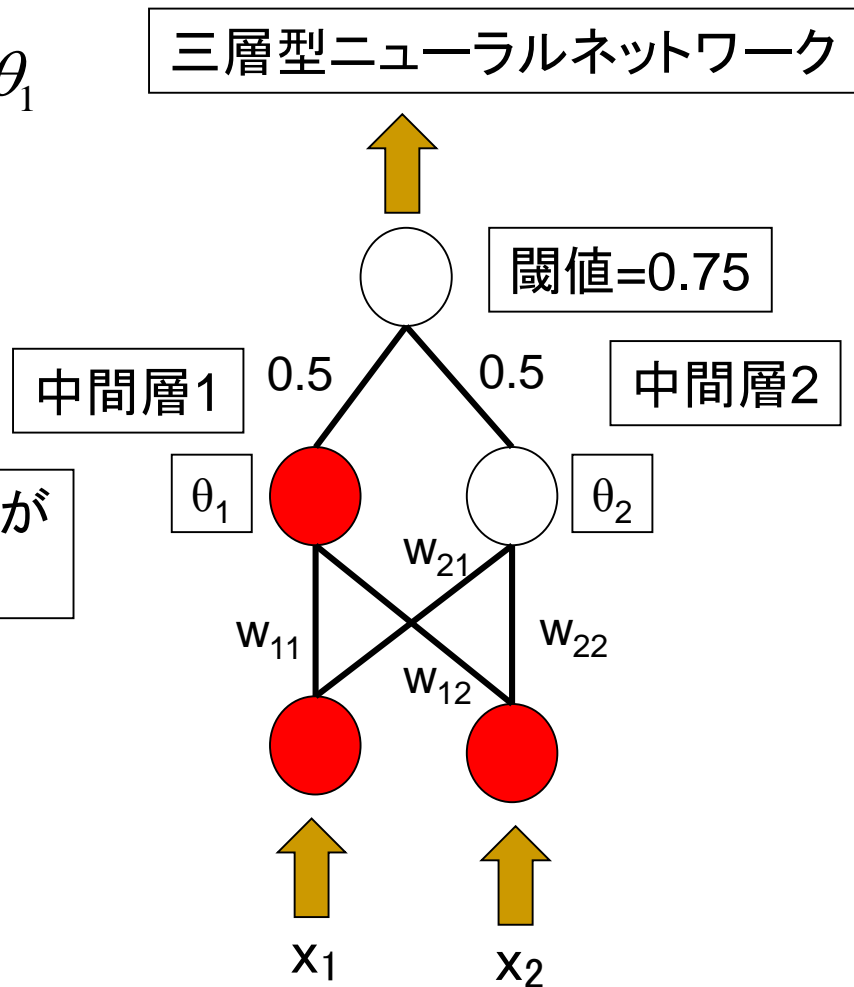 θ₁
三層型ニューラルネットワーク
閾値=0.75
中間層1
0.5
0.5
中間層2
θ₁
が
θ₂
w₂₁
w₁₁
w₂₂
w₁₂
x₁
x₂